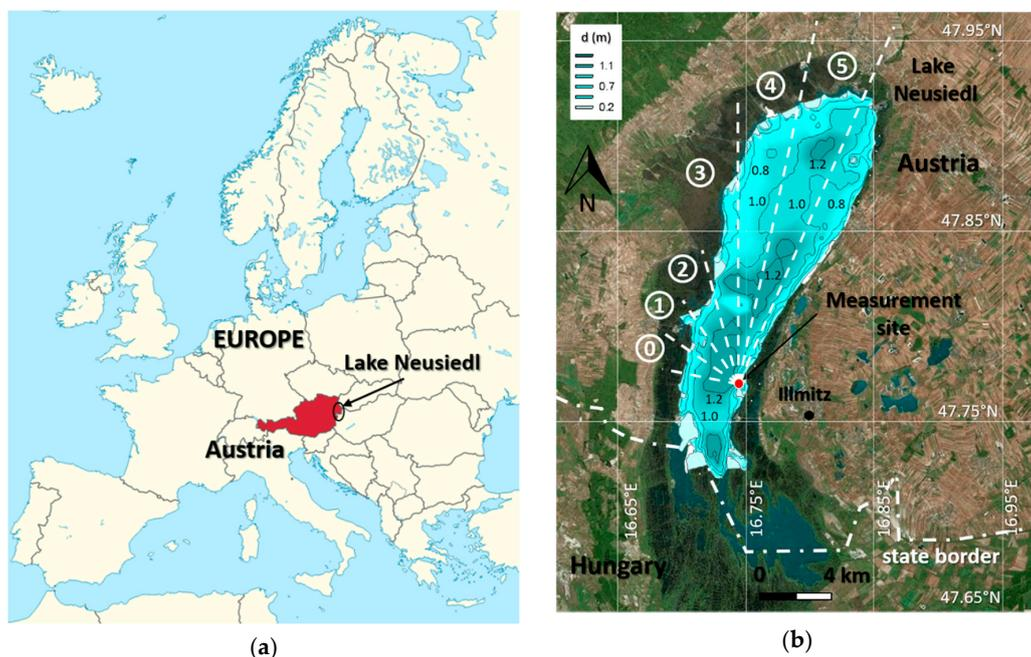 EUROPE
Lake Neusiedl
Austria
(a)
d (m)
1.1
0.7
0.2
47.95°N
5
4
Lake
Neusiedl
Austria
3
0.8
1.2
N
1.0
1.0
0.8
47.85°N
2
1.2
1
Measurement
site
0
Illmitz
1.2
1.0
47.75°N
16.65°E
16.75°E
16.85°E
16.95°E
state border
Hungary
0
4 km
47.65°N
(b)